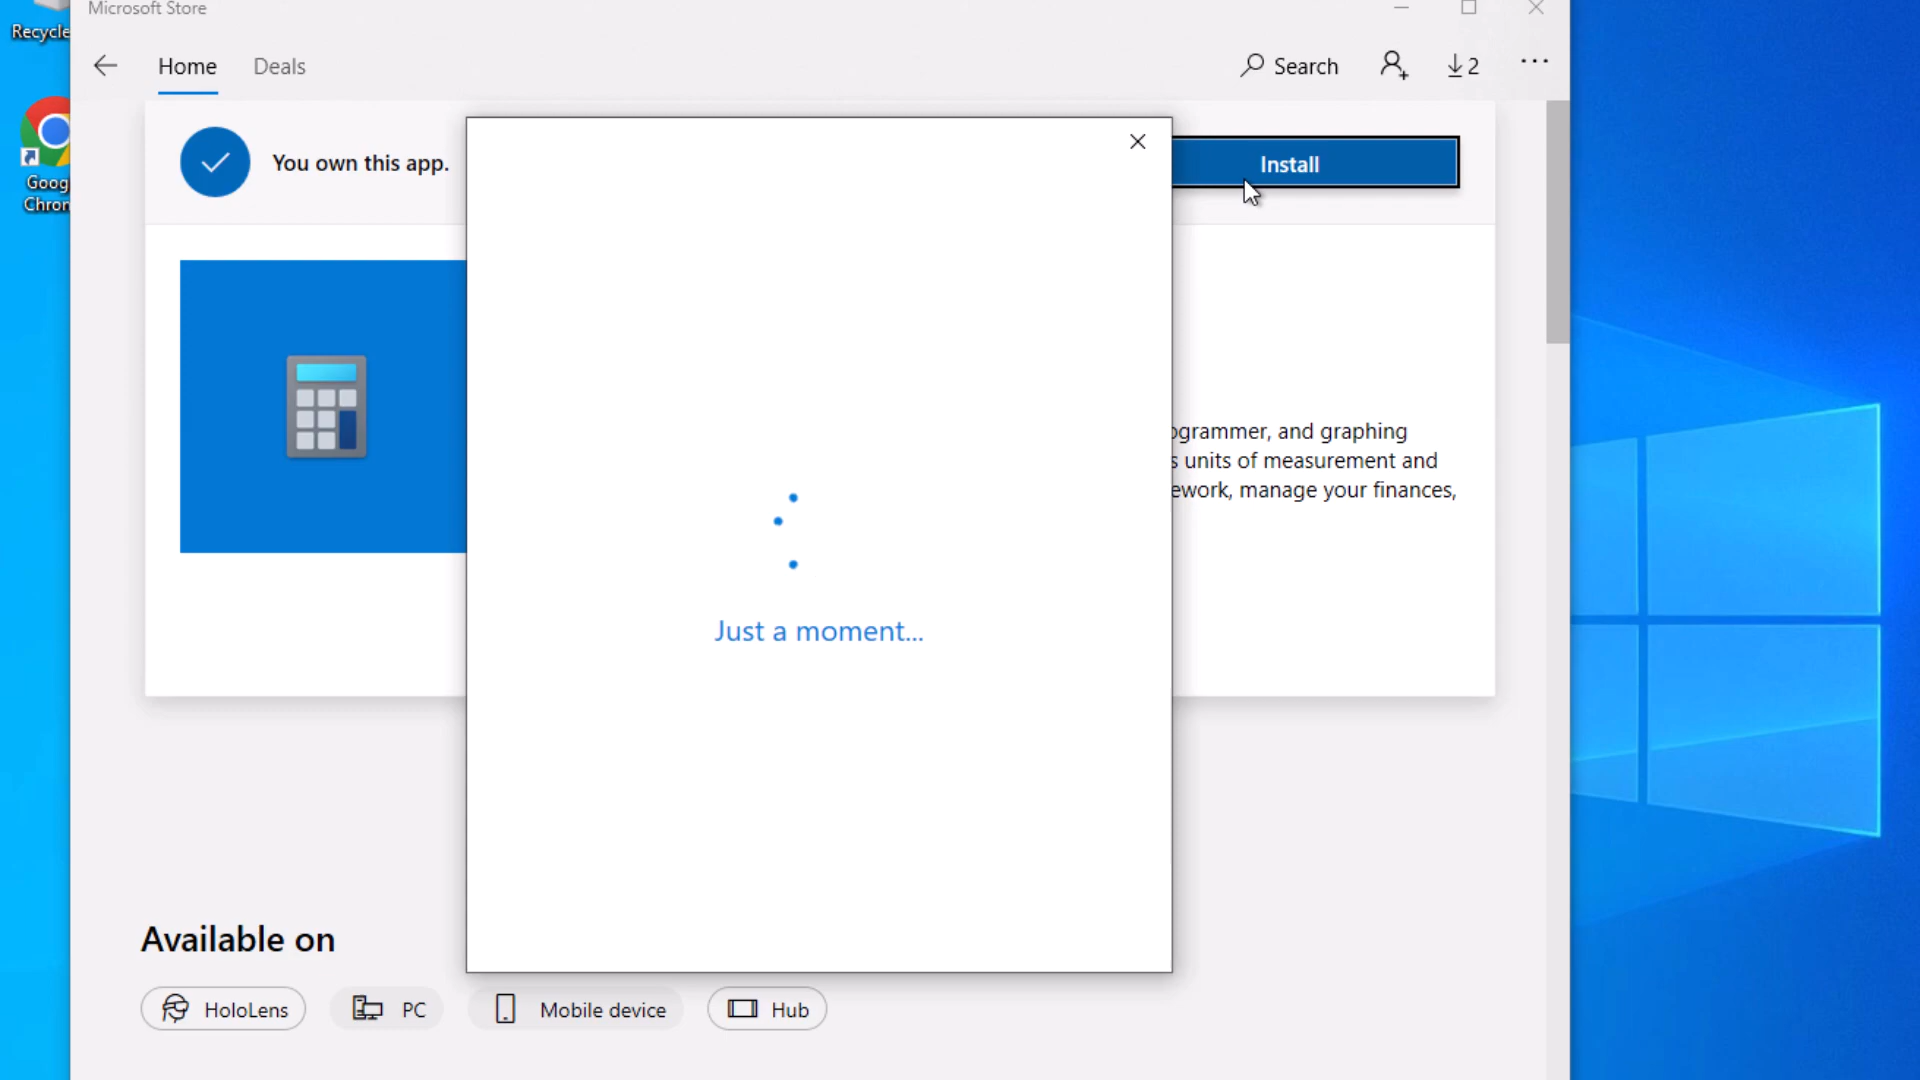 Microsoft Store
Recycle
Home
Deals
Search
2
You own this app.
Install
Goog
Chron
ogrammer, and graphing
s units of measurement and
ework, manage your finances,
Just a moment...
Available on
HoloLens
PC
Mobile device
Hub